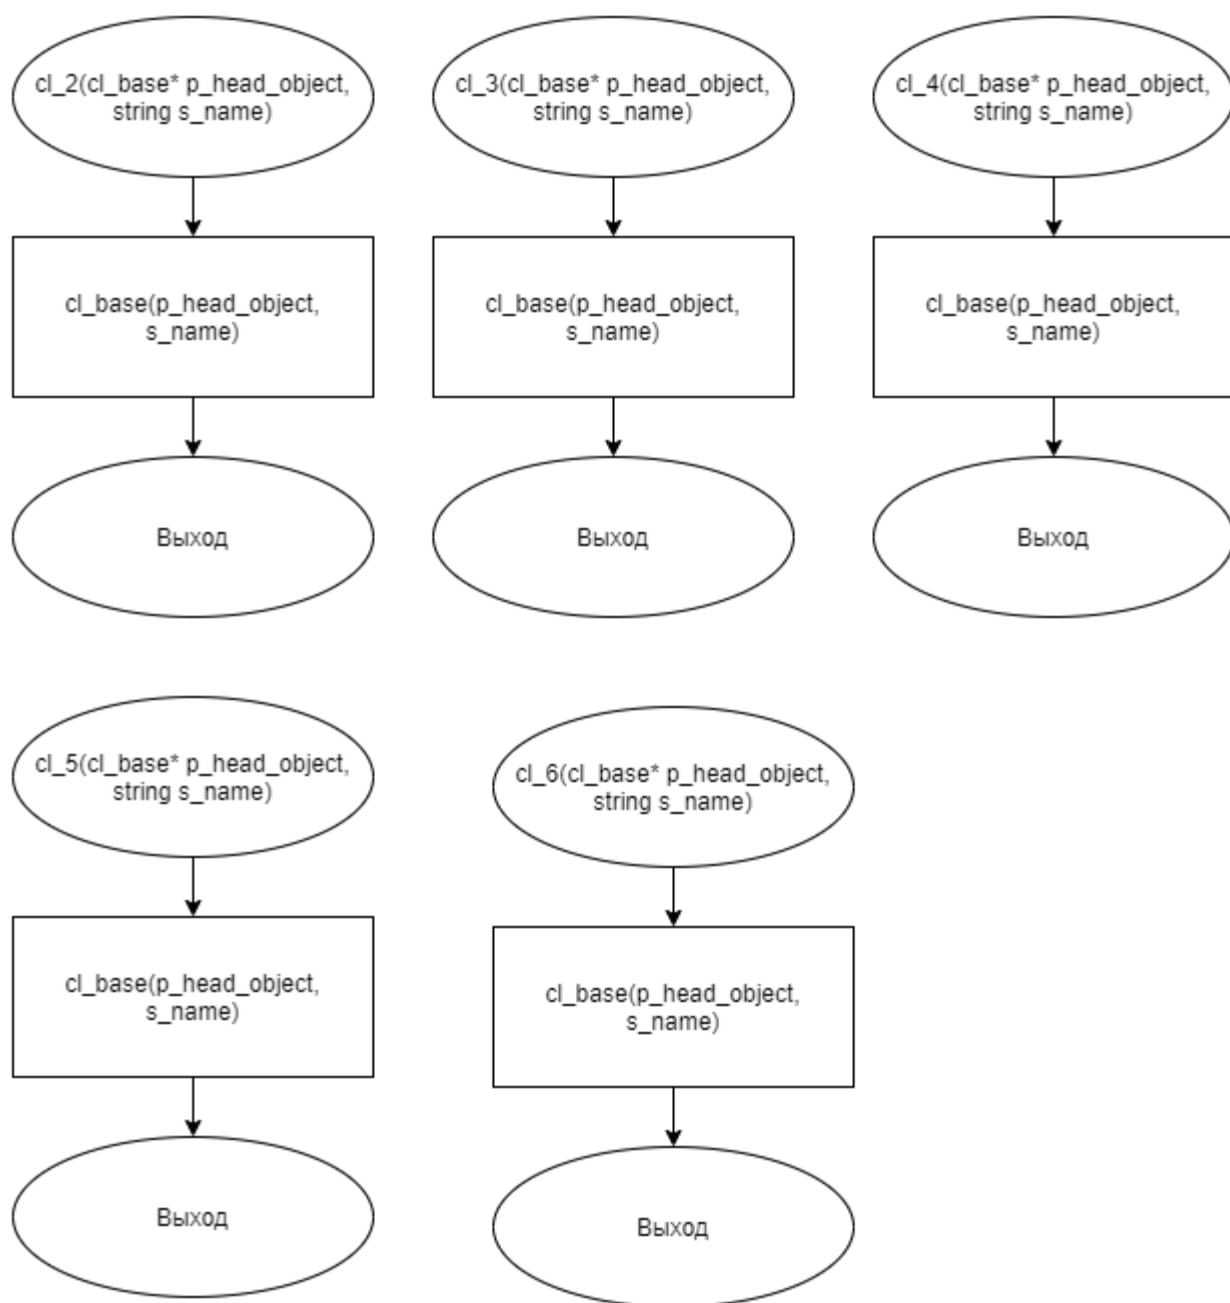 cl_2(cl_base* p_head_object,
string s_name)
cl_base(p_head_object,
s_name)
Выход
cl_3(cl_base* p_head_object,
string s_name)
cl_base(p_head_object,
s_name)
Выход
cl_4(cl_base* p_head_object,
string s_name)
cl_base(p_head_object,
s_name)
Выход
cl_5(cl_base* p_head_object,
string s_name)
cl_base(p_head_object,
s_name)
Выход
cl_6(cl_base* p_head_object,
string s_name)
cl_base(p_head_object,
s_name)
Выход